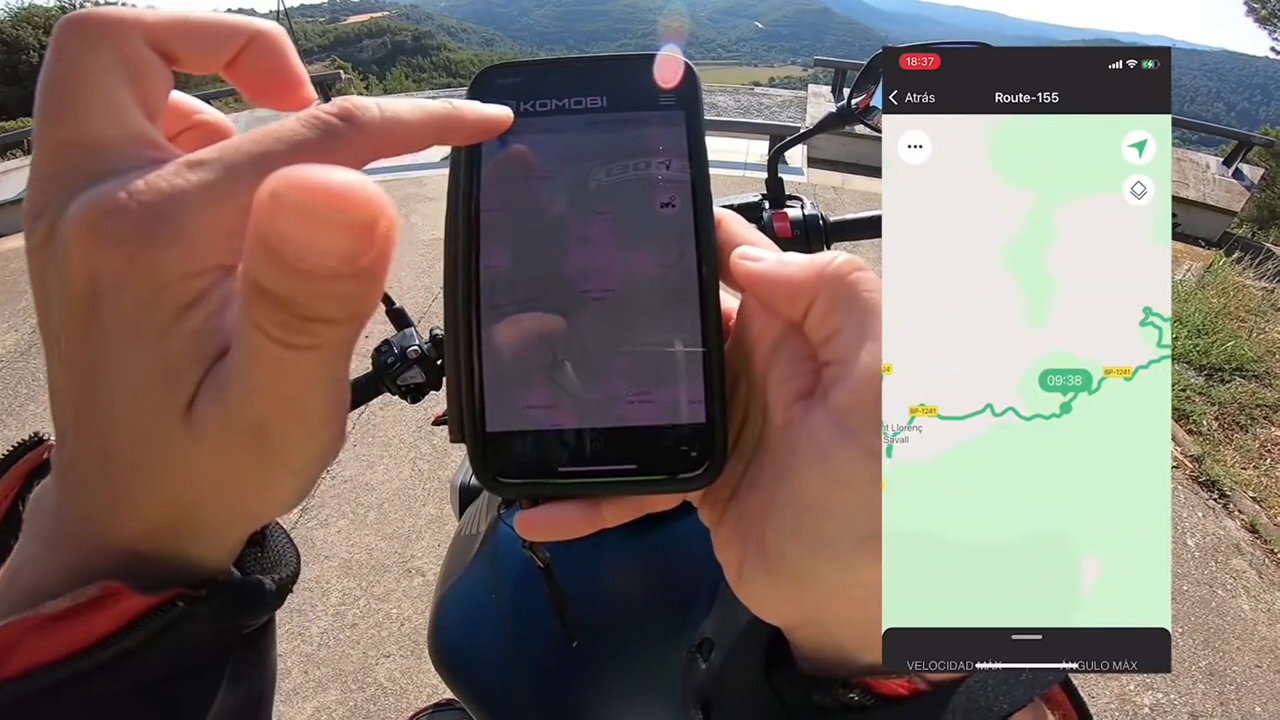 KOMOBI
18:37
Atrás
Route-155
BP-1241
09:38
BP-1241
24
nt Llorenç
Savall
VELOCIDAD MÁX
ÁNGULO MÁX